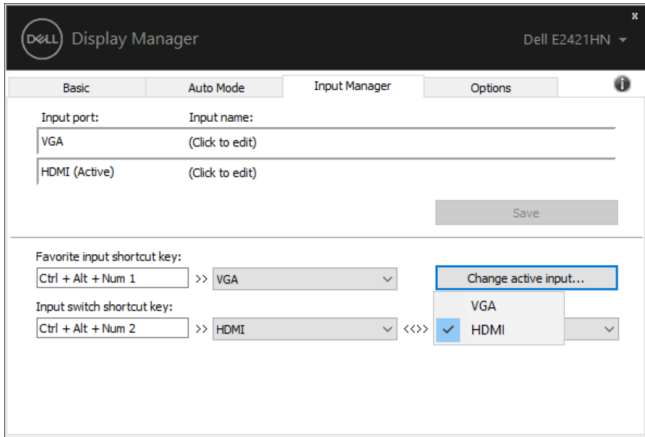 x
DELL Display Manager Dell E2421HN
Basic Auto Mode Input Manager Options i
Input port: Input name:
VGA (Click to edit)
HDMI (Active) (Click to edit)
Save
Favorite input shortcut key:
Ctrl + Alt + Num 1 >> VGA Change active input...
Input switch shortcut key:
VGA
Ctrl + Alt + Num 2 >> HDMI <<>> HDMI